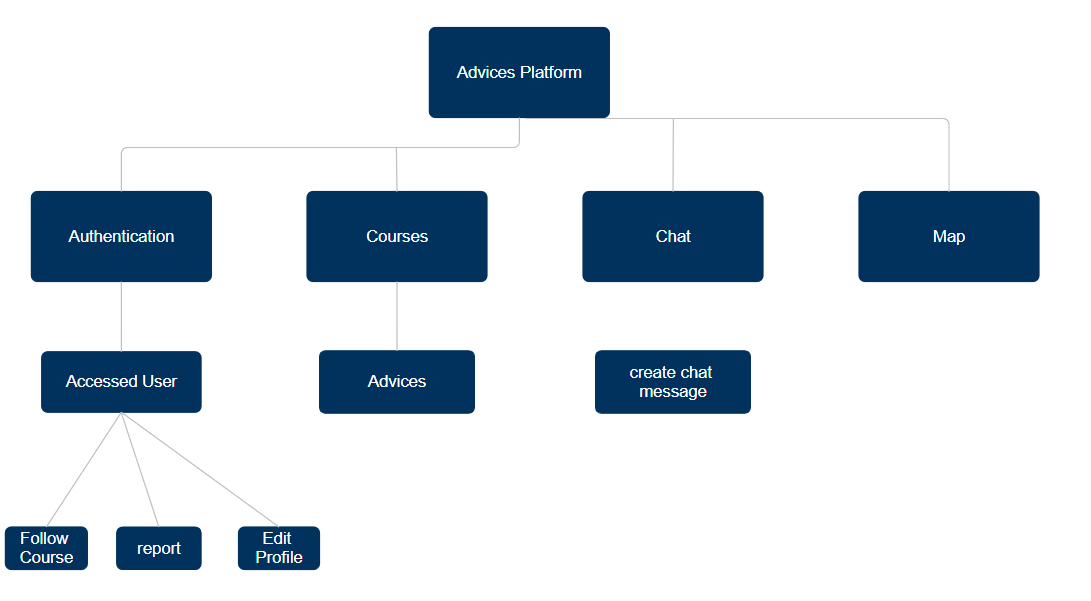 Advices Platform
Authentication
Courses
Chat
Map
Accessed User
Advices
create chat
message
Follow
Course
report
Edit
Profile